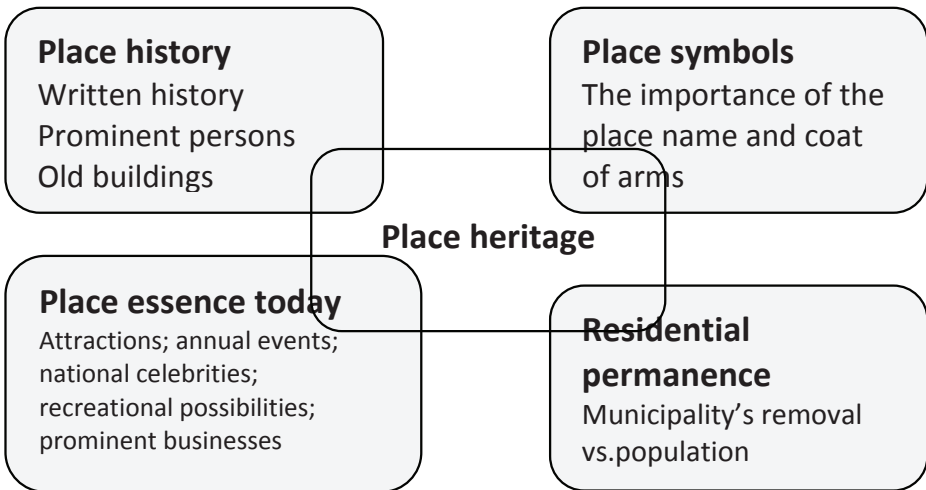 Place history
Written history
Prominent persons
Old buildings
Place symbols
The importance of the
place name and coat
of arms
Place heritage
Place essence today
Attractions; annual events;
national celebrities;
recreational possibilities;
prominent businesses
Residential
permanence
Municipality’s removal
vs.population